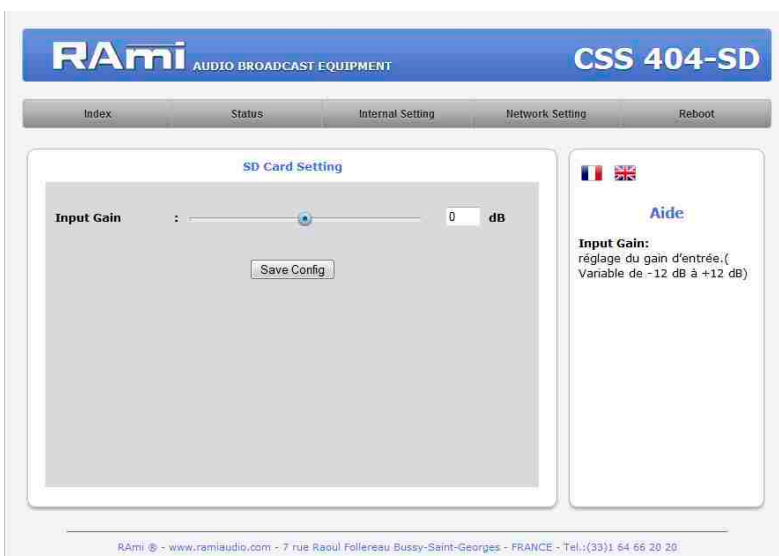 RAmi AUDIO BROADCAST EQUIPMENT CSS 404-SD
Index Status Internal Setting Network Setting Reboot
SD Card Setting
Input Gain : 0 dB
Save Config
Aide
Input Gain:
réglage du gain d'entrée.(
Variable de -12 dB à +12 dB)
RAmi ® - www.ramiaudio.com - 7 rue Raoul Follereau Bussy-Saint-Georges - FRANCE - Tel.:(33)1 64 66 20 20